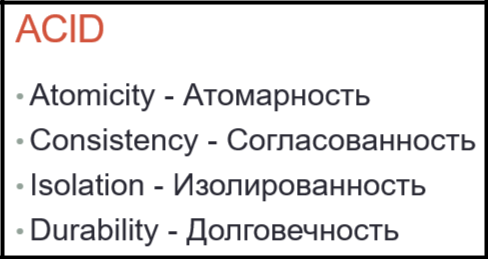 ACID
• Atomicity - Атомарность
• Consistency - Согласованность
• Isolation - Изолированность
• Durability - Долговечность